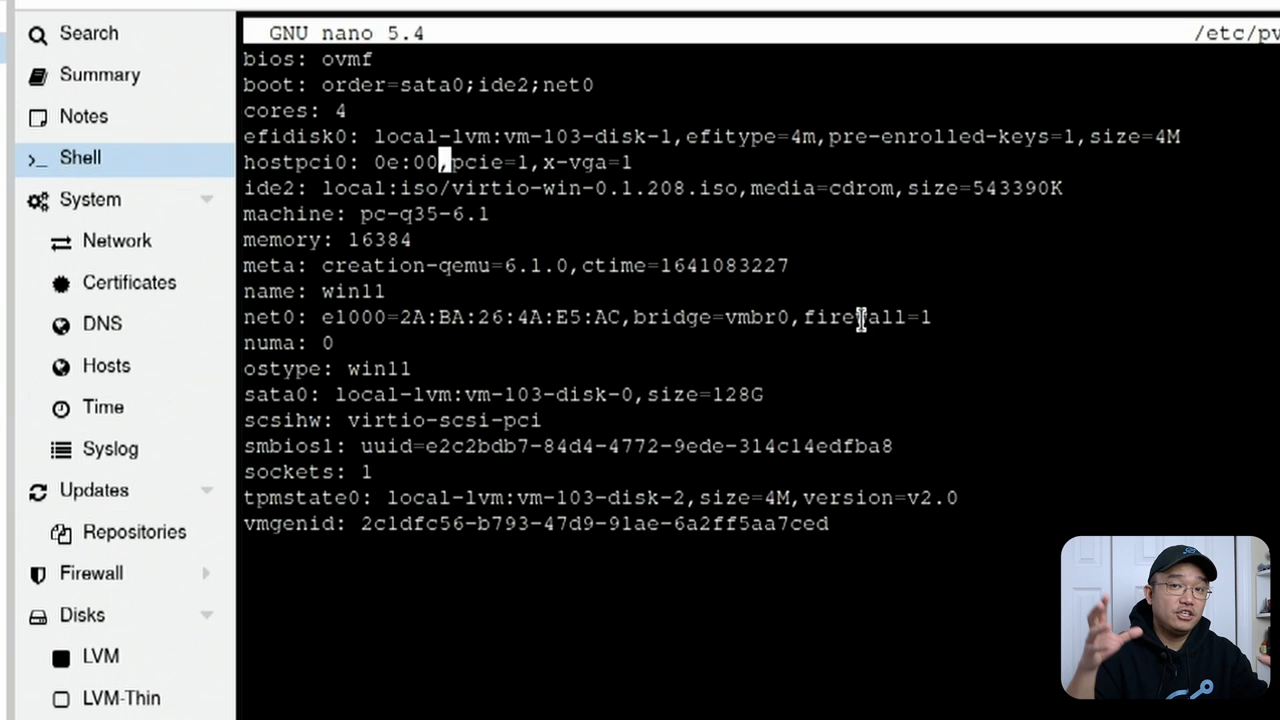 Search
Summary
Notes
Shell
System
Network
Certificates
DNS
Hosts
Time
Syslog
Updates
Repositories
Firewall
Disks
LVM
LVM-Thin
GNU nano 5.4 /etc/pv
bios: ovmf
boot: order=sata0;ide2;net0
cores: 4
efidisk0: local-lvm:vm-103-disk-1,efitype=4m,pre-enrolled-keys=1,size=4M
hostpci0: 0e:00,pcie=1,x-vga=1
ide2: local:iso/virtio-win-0.1.208.iso,media=cdrom,size=543390K
machine: pc-q35-6.1
memory: 16384
meta: creation-qemu=6.1.0,ctime=1641083227
name: win11
net0: e1000=2A:BA:26:4A:E5:AC,bridge=vmbr0,firewall=1
numa: 0
ostype: win11
sata0: local-lvm:vm-103-disk-0,size=128G
scsihw: virtio-scsi-pci
smbios1: uuid=e2c2bdb7-84d4-4772-9ede-314c14edfba8
sockets: 1
tpmstate0: local-lvm:vm-103-disk-2,size=4M,version=v2.0
vmgenid: 2c1dfc56-b793-47d9-91ae-6a2ff5aa7ced